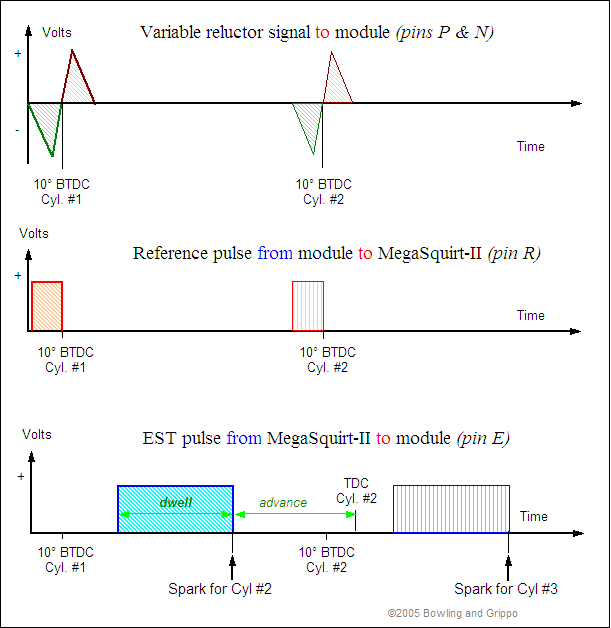 Volts
Variable reluctor signal to module (pins P & N)
+
-
Time
10° BTDC
Cyl. #1
10° BTDC
Cyl. #2
Volts
Reference pulse from module to MegaSquirt-II (pin R)
+
Time
10° BTDC
Cyl. #1
10° BTDC
Cyl. #2
Volts
EST pulse from MegaSquirt-II to module (pin E)
+
TDC
Cyl. #2
dwell
advance
Time
10° BTDC
Cyl. #1
10° BTDC
Cyl. #2
Spark for Cyl #2
Spark for Cyl #3
©2005 Bowling and Grippo